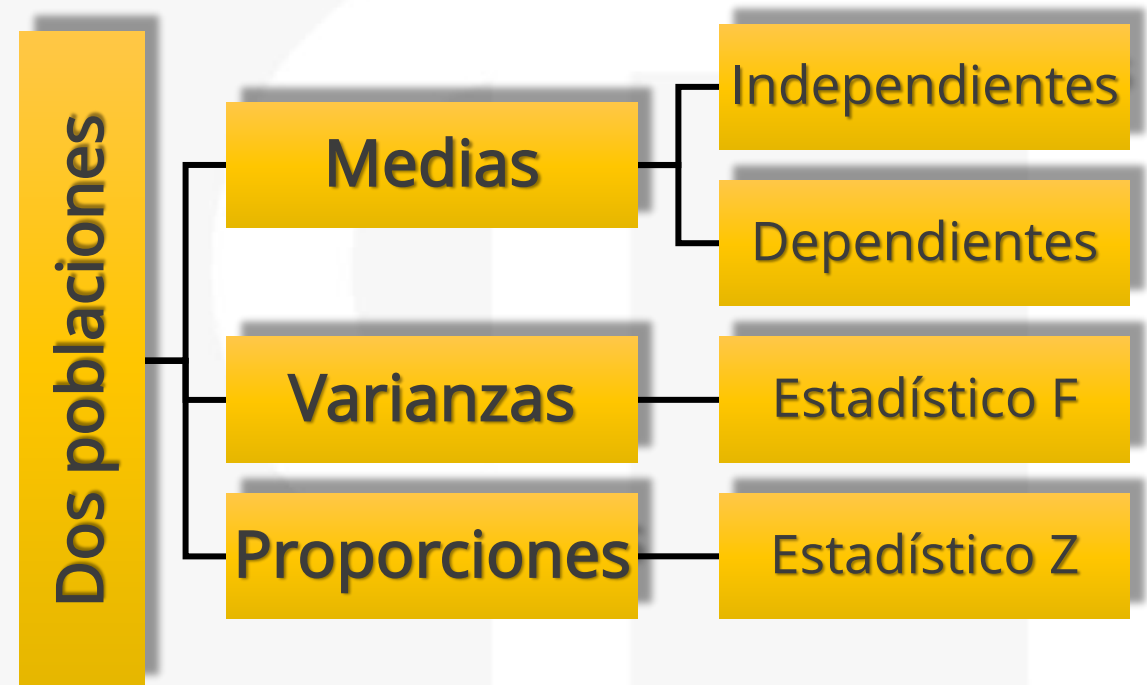 Dos poblaciones
Medias
Independientes
Dependientes
Varianzas
Estadístico F
Proporciones
Estadístico Z